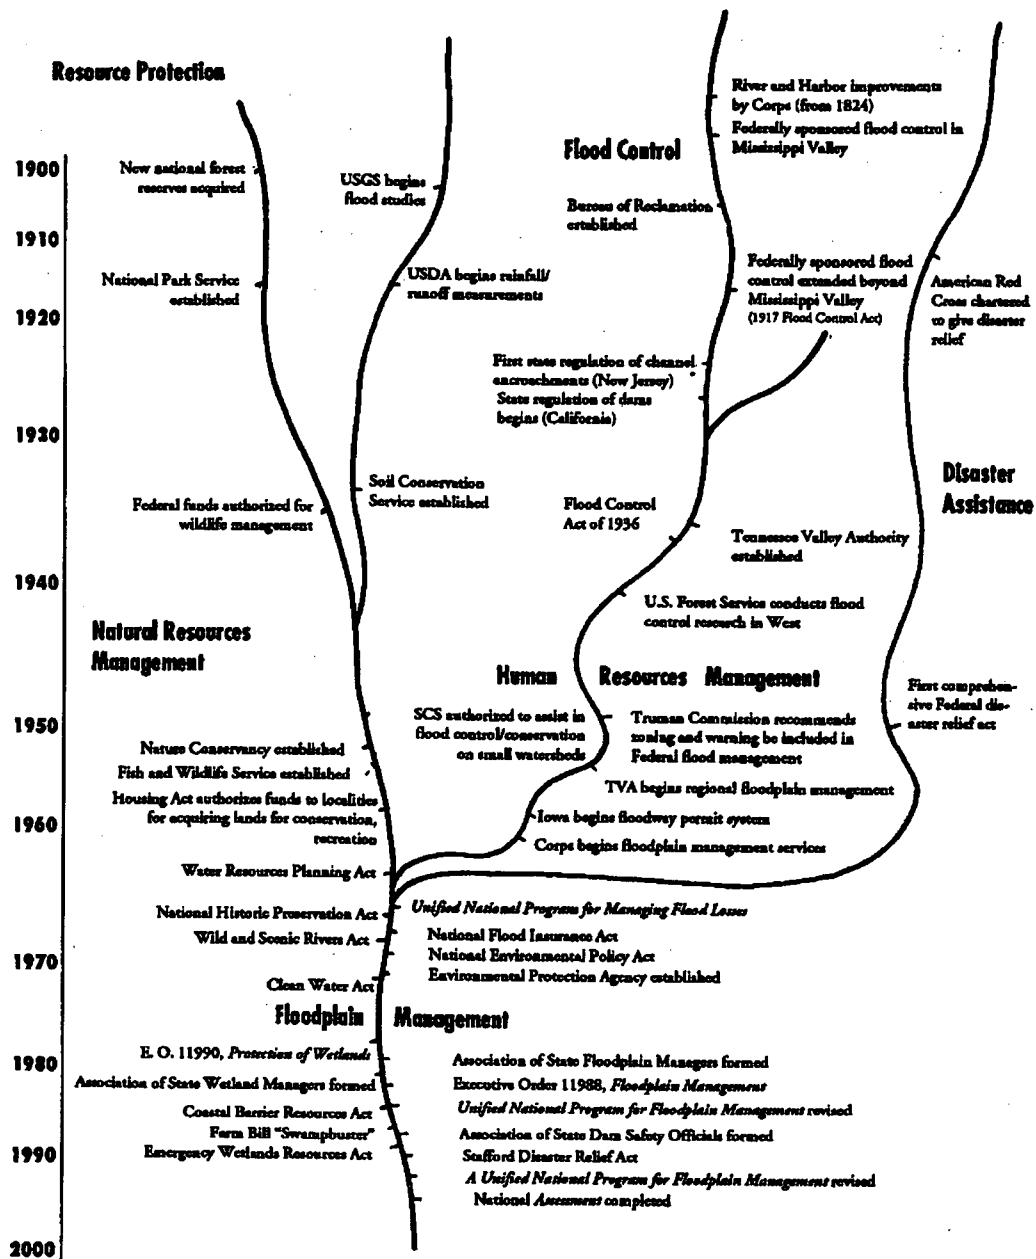 Resource Protection
1900
1910
1920
1930
1940
1950
1960
1970
1980
1990
2000
New national forest
reserves acquired
National Park Service
established
Federal funds authorized for
wildlife management
USGS begins
flood studies
USDA begins rainfall/
runoff measurements
Soil Conservation
Service established
Flood Control
River and Harbor improvements
by Corps (from 1824)
Federally sponsored flood control in
Mississippi Valley
Bureau of Reclamation
established
Federally sponsored flood
control extended beyond
Mississippi Valley
(1917 Flood Control Act)
First state regulation of channel
encroachments (New Jersey)
State regulation of dams
begins (California)
Flood Control
Act of 1936
Tennessee Valley Authority
established
U.S. Forest Service conducts flood
control research in West
American Red
Cross chartered
to give disaster
relief
Disaster
Assistance
First comprehen-
sive Federal dis-
aster relief act
Natural Resources
Management
Human Resources Management
SCS authorized to assist in
flood control/conservation
on small watersheds
Truman Commission recommends
zoning and warning be included in
Federal flood management
TVA begins regional floodplain management
Iowa begins floodway permit system
Corps begins floodplain management services
Nature Conservancy established
Fish and Wildlife Service established
Housing Act authorizes funds to localities
for acquiring lands for conservation,
recreation
Water Resources Planning Act
National Historic Preservation Act
Wild and Scenic Rivers Act
Clean Water Act
Unified National Program for Managing Flood Losses
National Flood Insurance Act
National Environmental Policy Act
Environmental Protection Agency established
Floodplain Management
E. O. 11990, Protection of Wetlands
Association of State Wetland Managers formed
Coastal Barrier Resources Act
Farm Bill "Swampbuster"
Emergency Wetlands Resources Act
Association of State Floodplain Managers formed
Executive Order 11988, Floodplain Management
Unified National Program for Floodplain Management revised
Association of State Dam Safety Officials formed
Stafford Disaster Relief Act
A Unified National Program for Floodplain Management revised
National Assessment completed